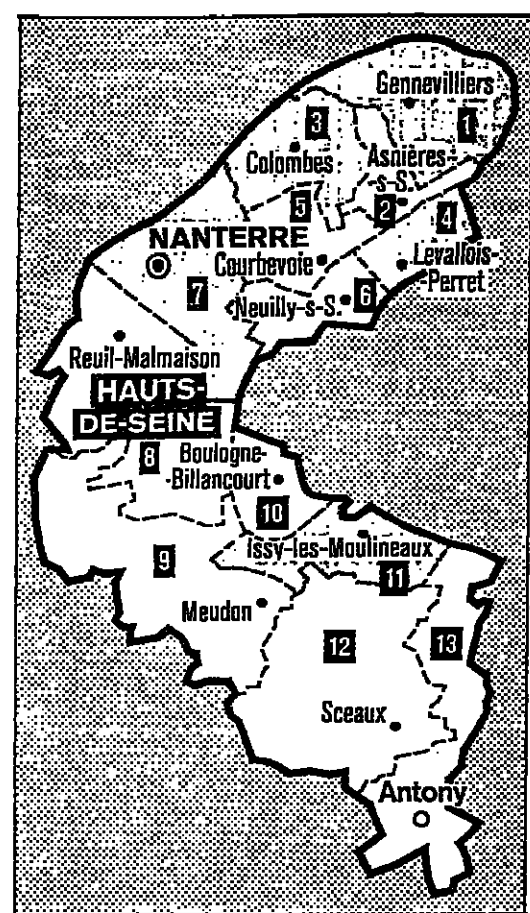 Gennevilliers
1
3
Colombes
Asnières-
-s-S.
5
2
4
NANTERRE
Courbevoie
Levallois-
-Perret
7
Neuilly-s-S.
6
Reuil-Malmaison
HAUTS-
DE-SEINE
8
Boulogne-
-Billancourt
10
Issy-les-Moulineaux
9
11
Meudon
12
13
Sceaux
Antony